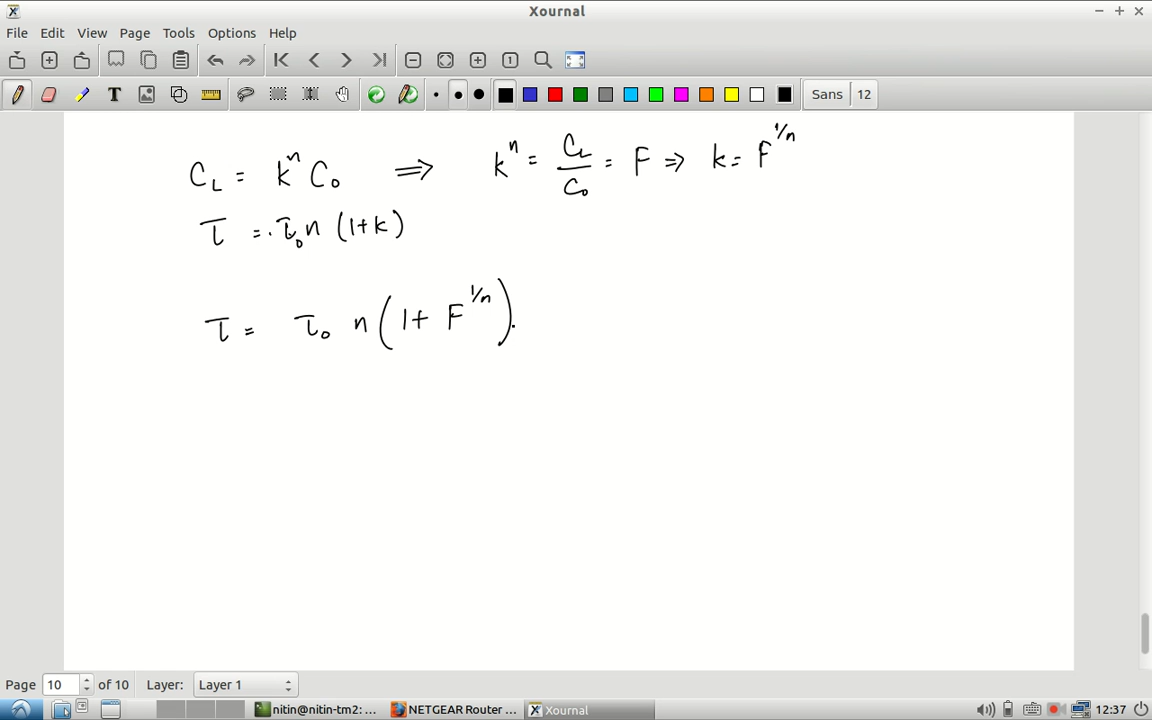 Xournal
File Edit View Page Tools Options Help
Sans 12
C_L = k^n C_0 ⇒ k^n = C_L/C_0 = F ⇒ k = F^{1/n}
τ = τ_0 n (1+k)
τ = τ_0 n (1 + F^{1/n}).
Page 10 of 10 Layer: Layer 1
nitin@nitin-tm2: ... NETGEAR Router ... Xournal 12:37